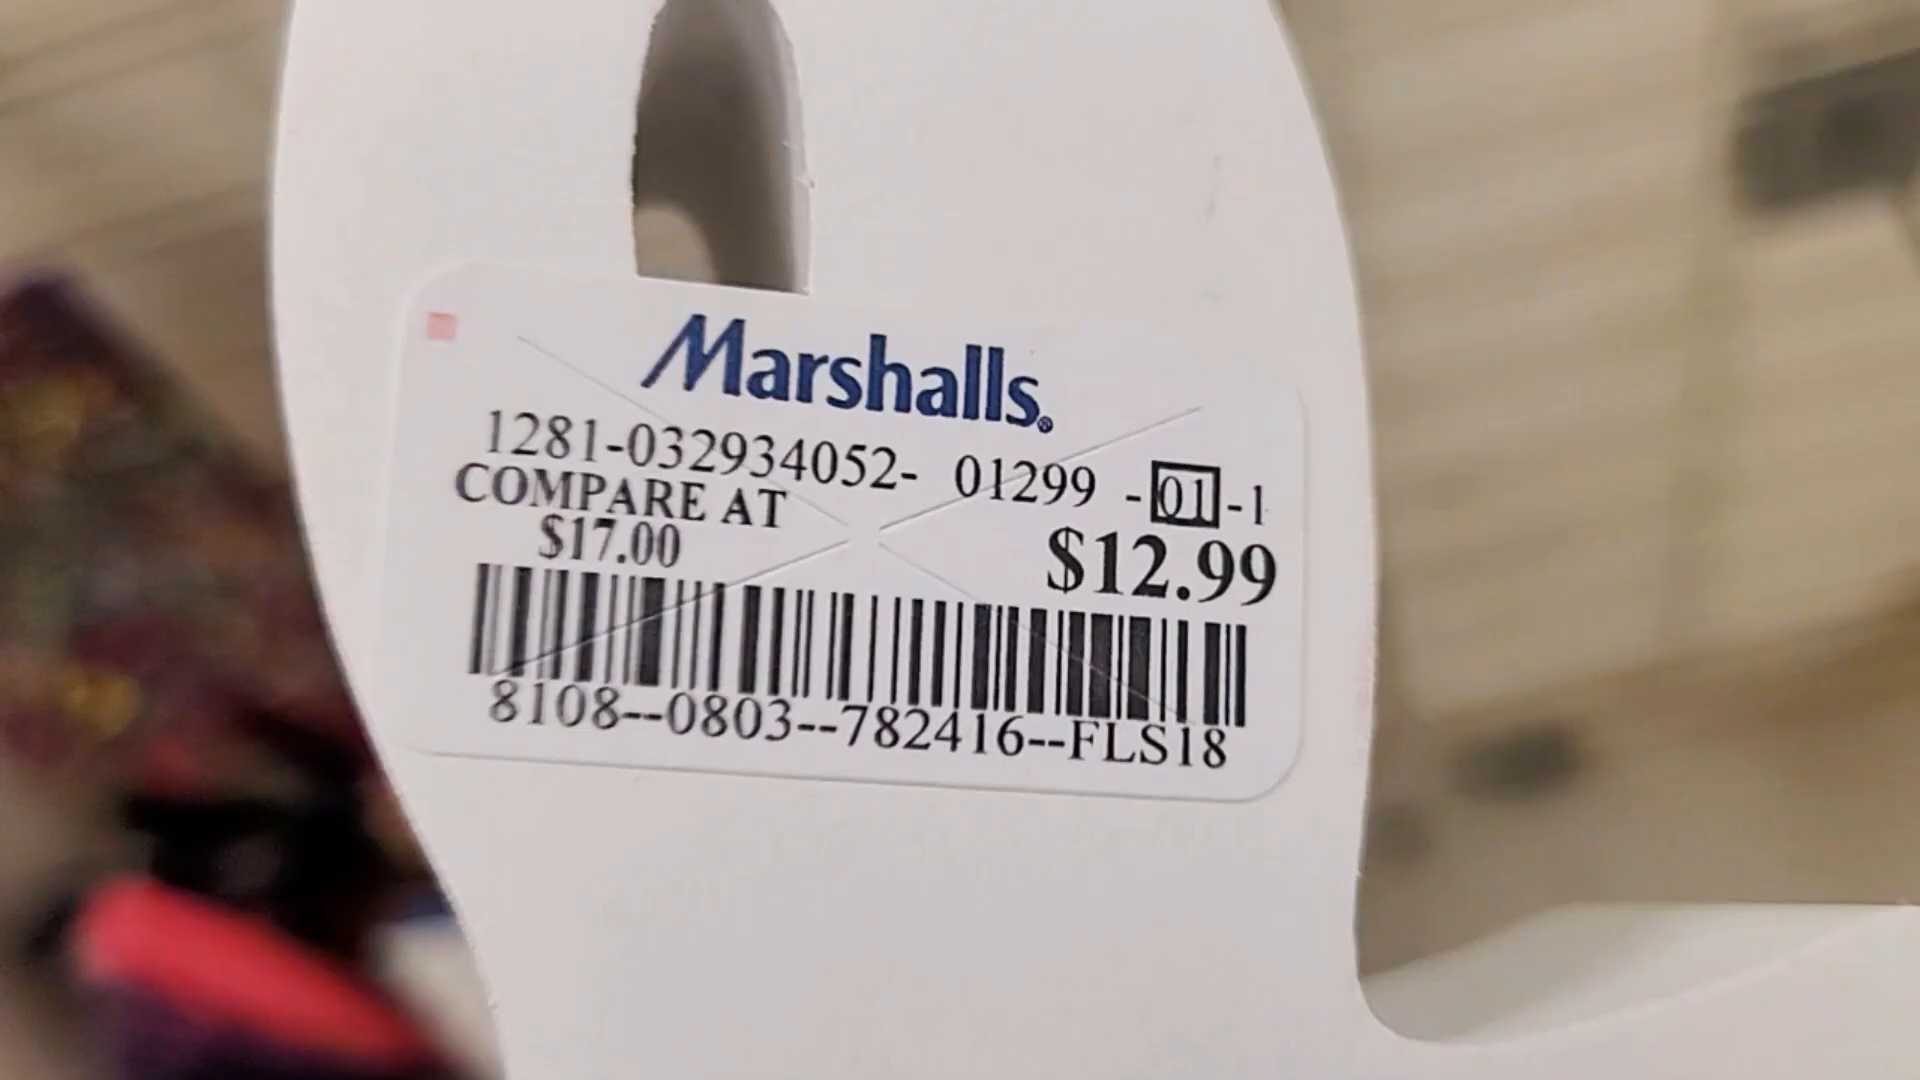 Marshalls®
1281-032934052- 01299 -01-1
COMPARE AT
$17.00
$12.99
8108--0803--782416--FLS18